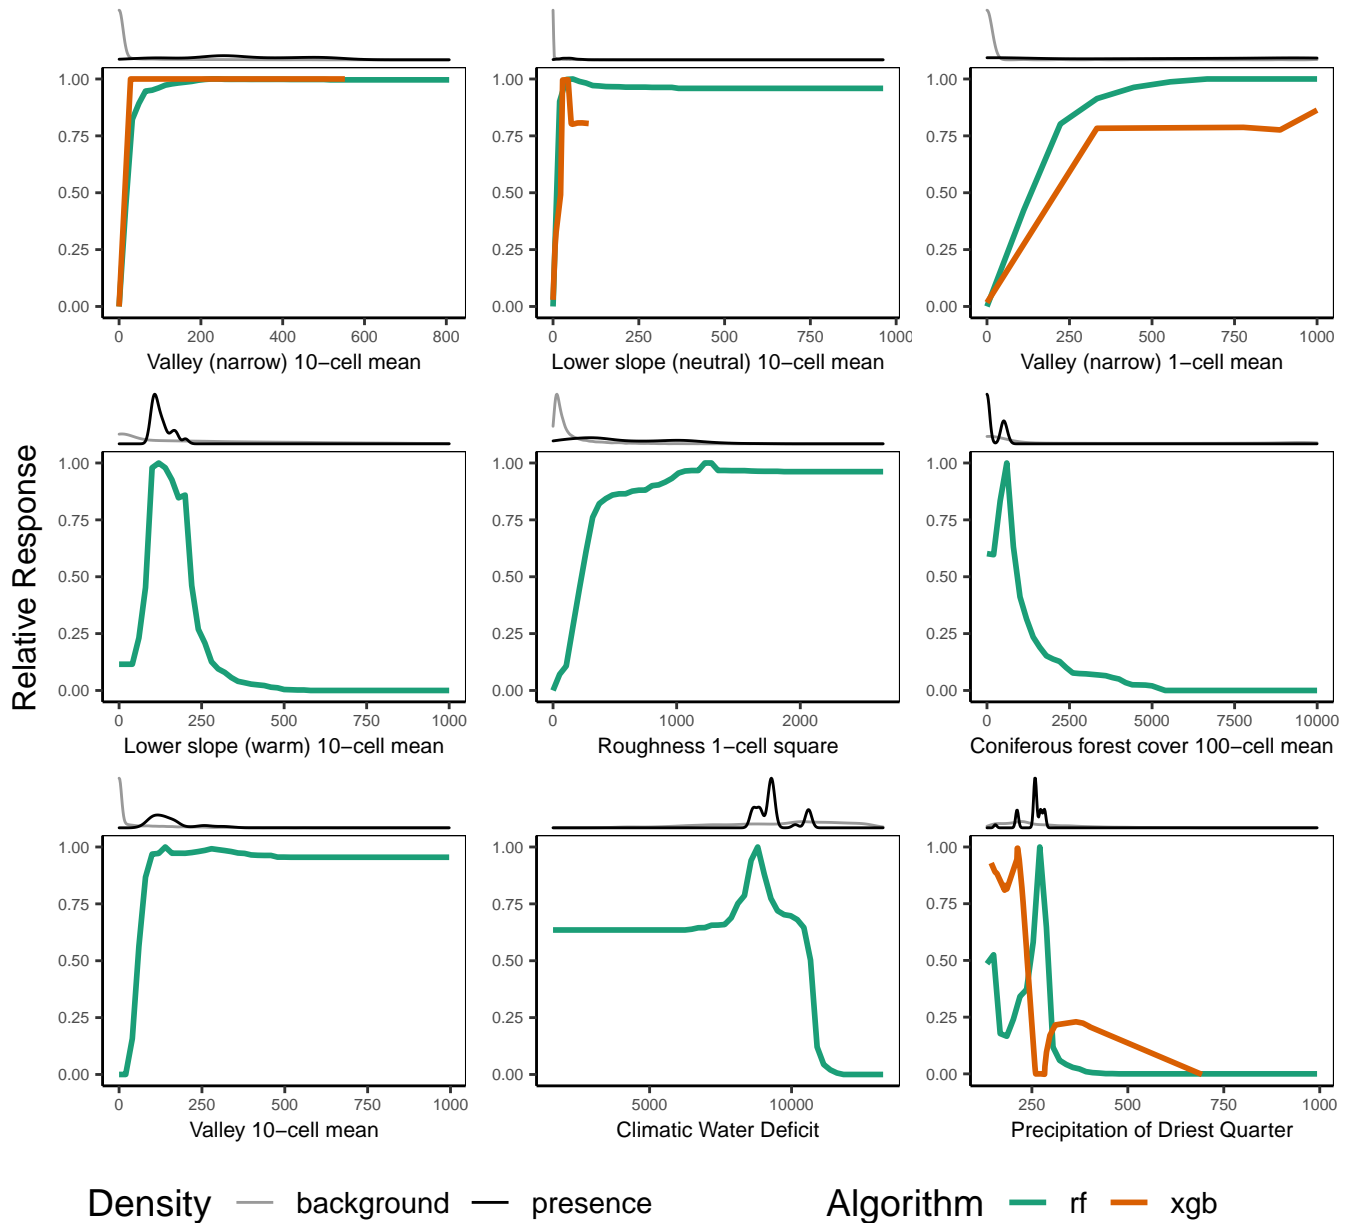 1.00
0.75
0.50
0.25
0.00
0 200 400 600 800
Valley (narrow) 10−cell mean
1.00
0.75
0.50
0.25
0.00
0 250 500 750 1000
Lower slope (neutral) 10−cell mean
1.00
0.75
0.50
0.25
0.00
0 250 500 750 1000
Valley (narrow) 1−cell mean
Relative Response
1.00
0.75
0.50
0.25
0.00
0 250 500 750 1000
Lower slope (warm) 10−cell mean
1.00
0.75
0.50
0.25
0.00
0 1000 2000
Roughness 1−cell square
1.00
0.75
0.50
0.25
0.00
0 2500 5000 7500 10000
Coniferous forest cover 100−cell mean
1.00
0.75
0.50
0.25
0.00
0 250 500 750 1000
Valley 10−cell mean
1.00
0.75
0.50
0.25
0.00
5000 10000
Climatic Water Deficit
1.00
0.75
0.50
0.25
0.00
250 500 750 1000
Precipitation of Driest Quarter
Density background presence Algorithm rf xgb